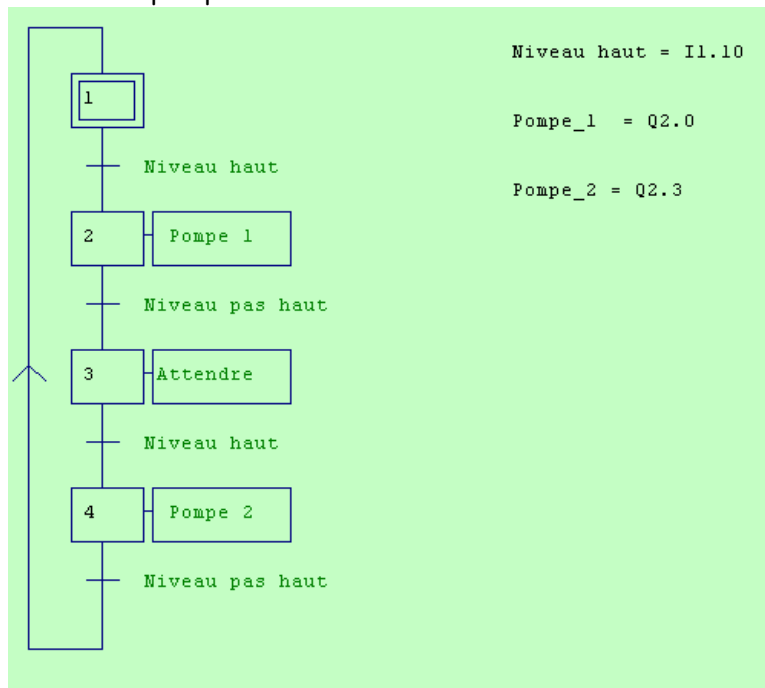 1
Niveau haut
2
Pompe 1
Niveau pas haut
3
Attendre
Niveau haut
4
Pompe 2
Niveau pas haut
Niveau haut = I1.10
Pompe_1 = Q2.0
Pompe_2 = Q2.3